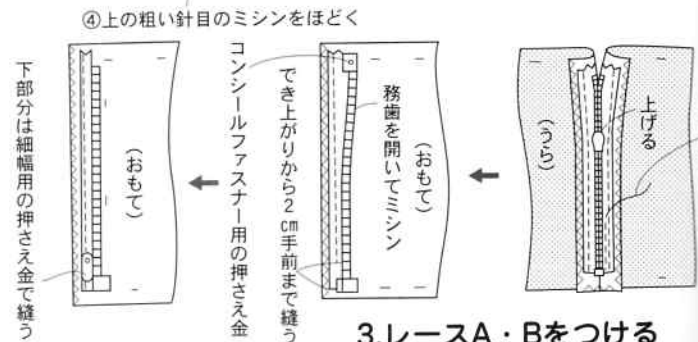 ④上の粗い針目のミシンをほどく
上げる
(うら)
(おもて)
務歯を開いてミシン
でき上がりから2cm手前まで縫う
コンシールファスナー用の押さえ金
(おもて)
下部分は細幅用の押さえ金で縫う
3.レースA・Bをつける